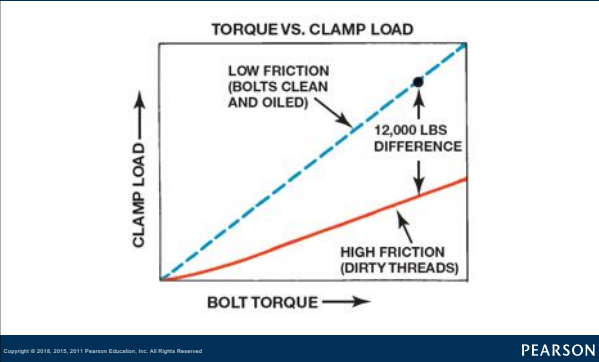 TORQUE VS. CLAMP LOAD
LOW FRICTION
(BOLTS CLEAN
AND OILED)
12,000 LBS
DIFFERENCE
CLAMP LOAD
HIGH FRICTION
(DIRTY THREADS)
BOLT TORQUE
Copyright © 2018, 2015, 2011 Pearson Education, Inc. All Rights Reserved
PEARSON